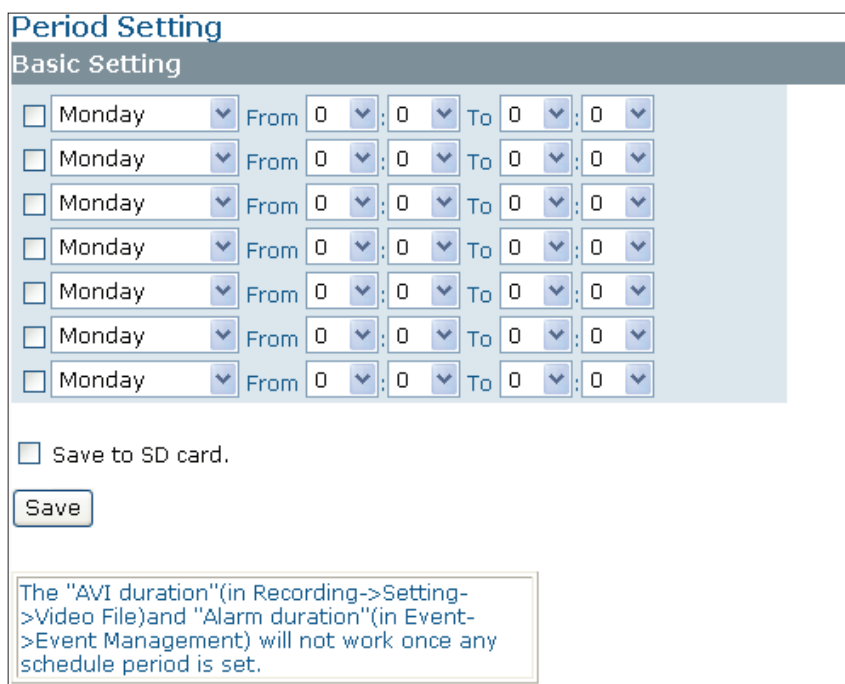 Period Setting
Basic Setting
Monday From 0 : 0 To 0 : 0
Monday From 0 : 0 To 0 : 0
Monday From 0 : 0 To 0 : 0
Monday From 0 : 0 To 0 : 0
Monday From 0 : 0 To 0 : 0
Monday From 0 : 0 To 0 : 0
Monday From 0 : 0 To 0 : 0
Save to SD card.
Save
The "AVI duration"(in Recording->Setting-
>Video File)and "Alarm duration"(in Event-
>Event Management) will not work once any
schedule period is set.